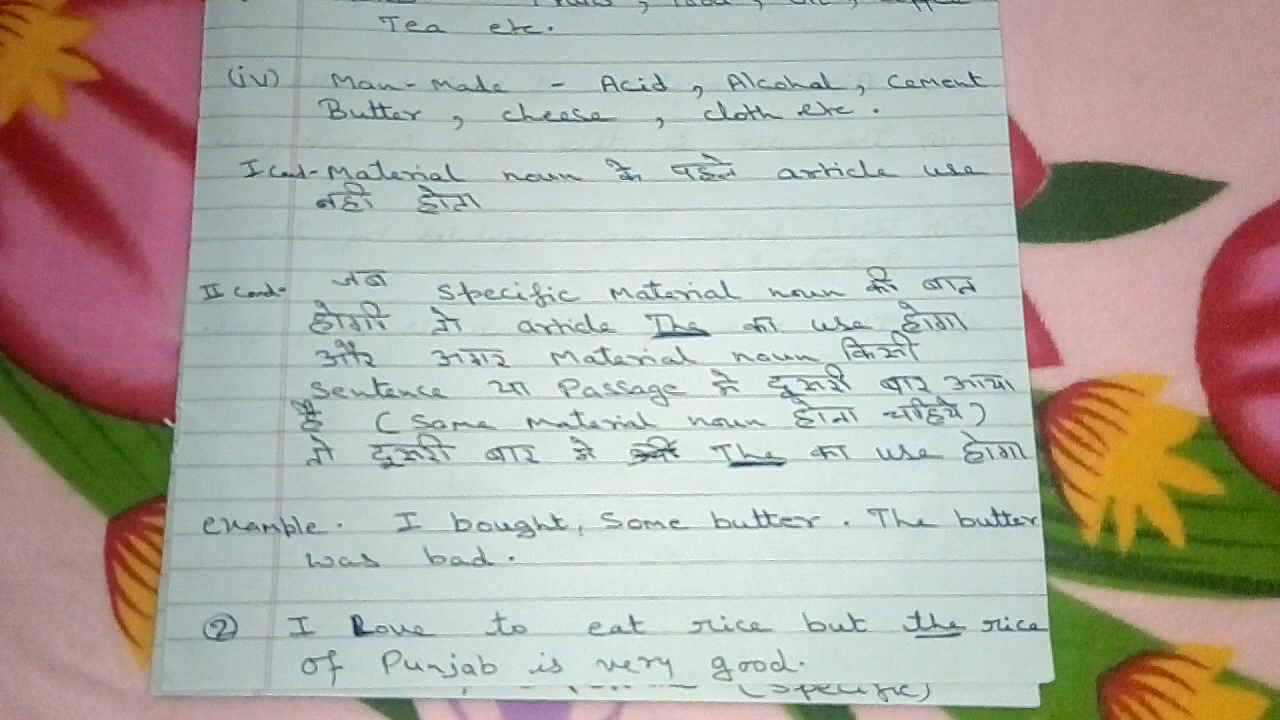 Tea etc.
(iv) Man-made - Acid, Alcohal, Cement
Butter, cheese, cloth etc.
I Cond-Material noun के पहले article use
नही होगा
II Cond- जब specific material noun की बात
होगी तो article The का use होगा
और अगर material noun किसी
sentence या Passage मे दूसरी बार आया
है (Same material noun होना चाहिये)
तो दूसरी बार मे The का use होगा
example. I bought, Some butter. The butter
was bad.
② I Love to eat rice but the rice
of Punjab is very good.
(specific)